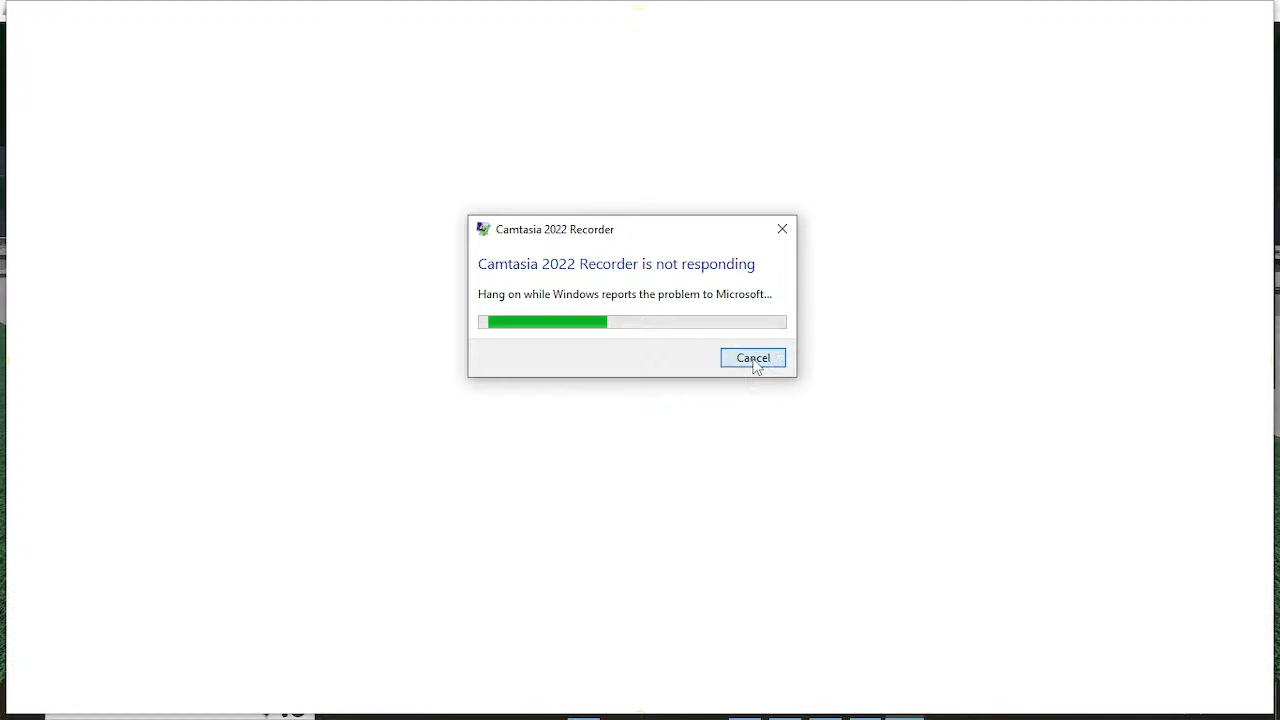 Camtasia 2022 Recorder
Camtasia 2022 Recorder is not responding
Hang on while Windows reports the problem to Microsoft...
Cancel